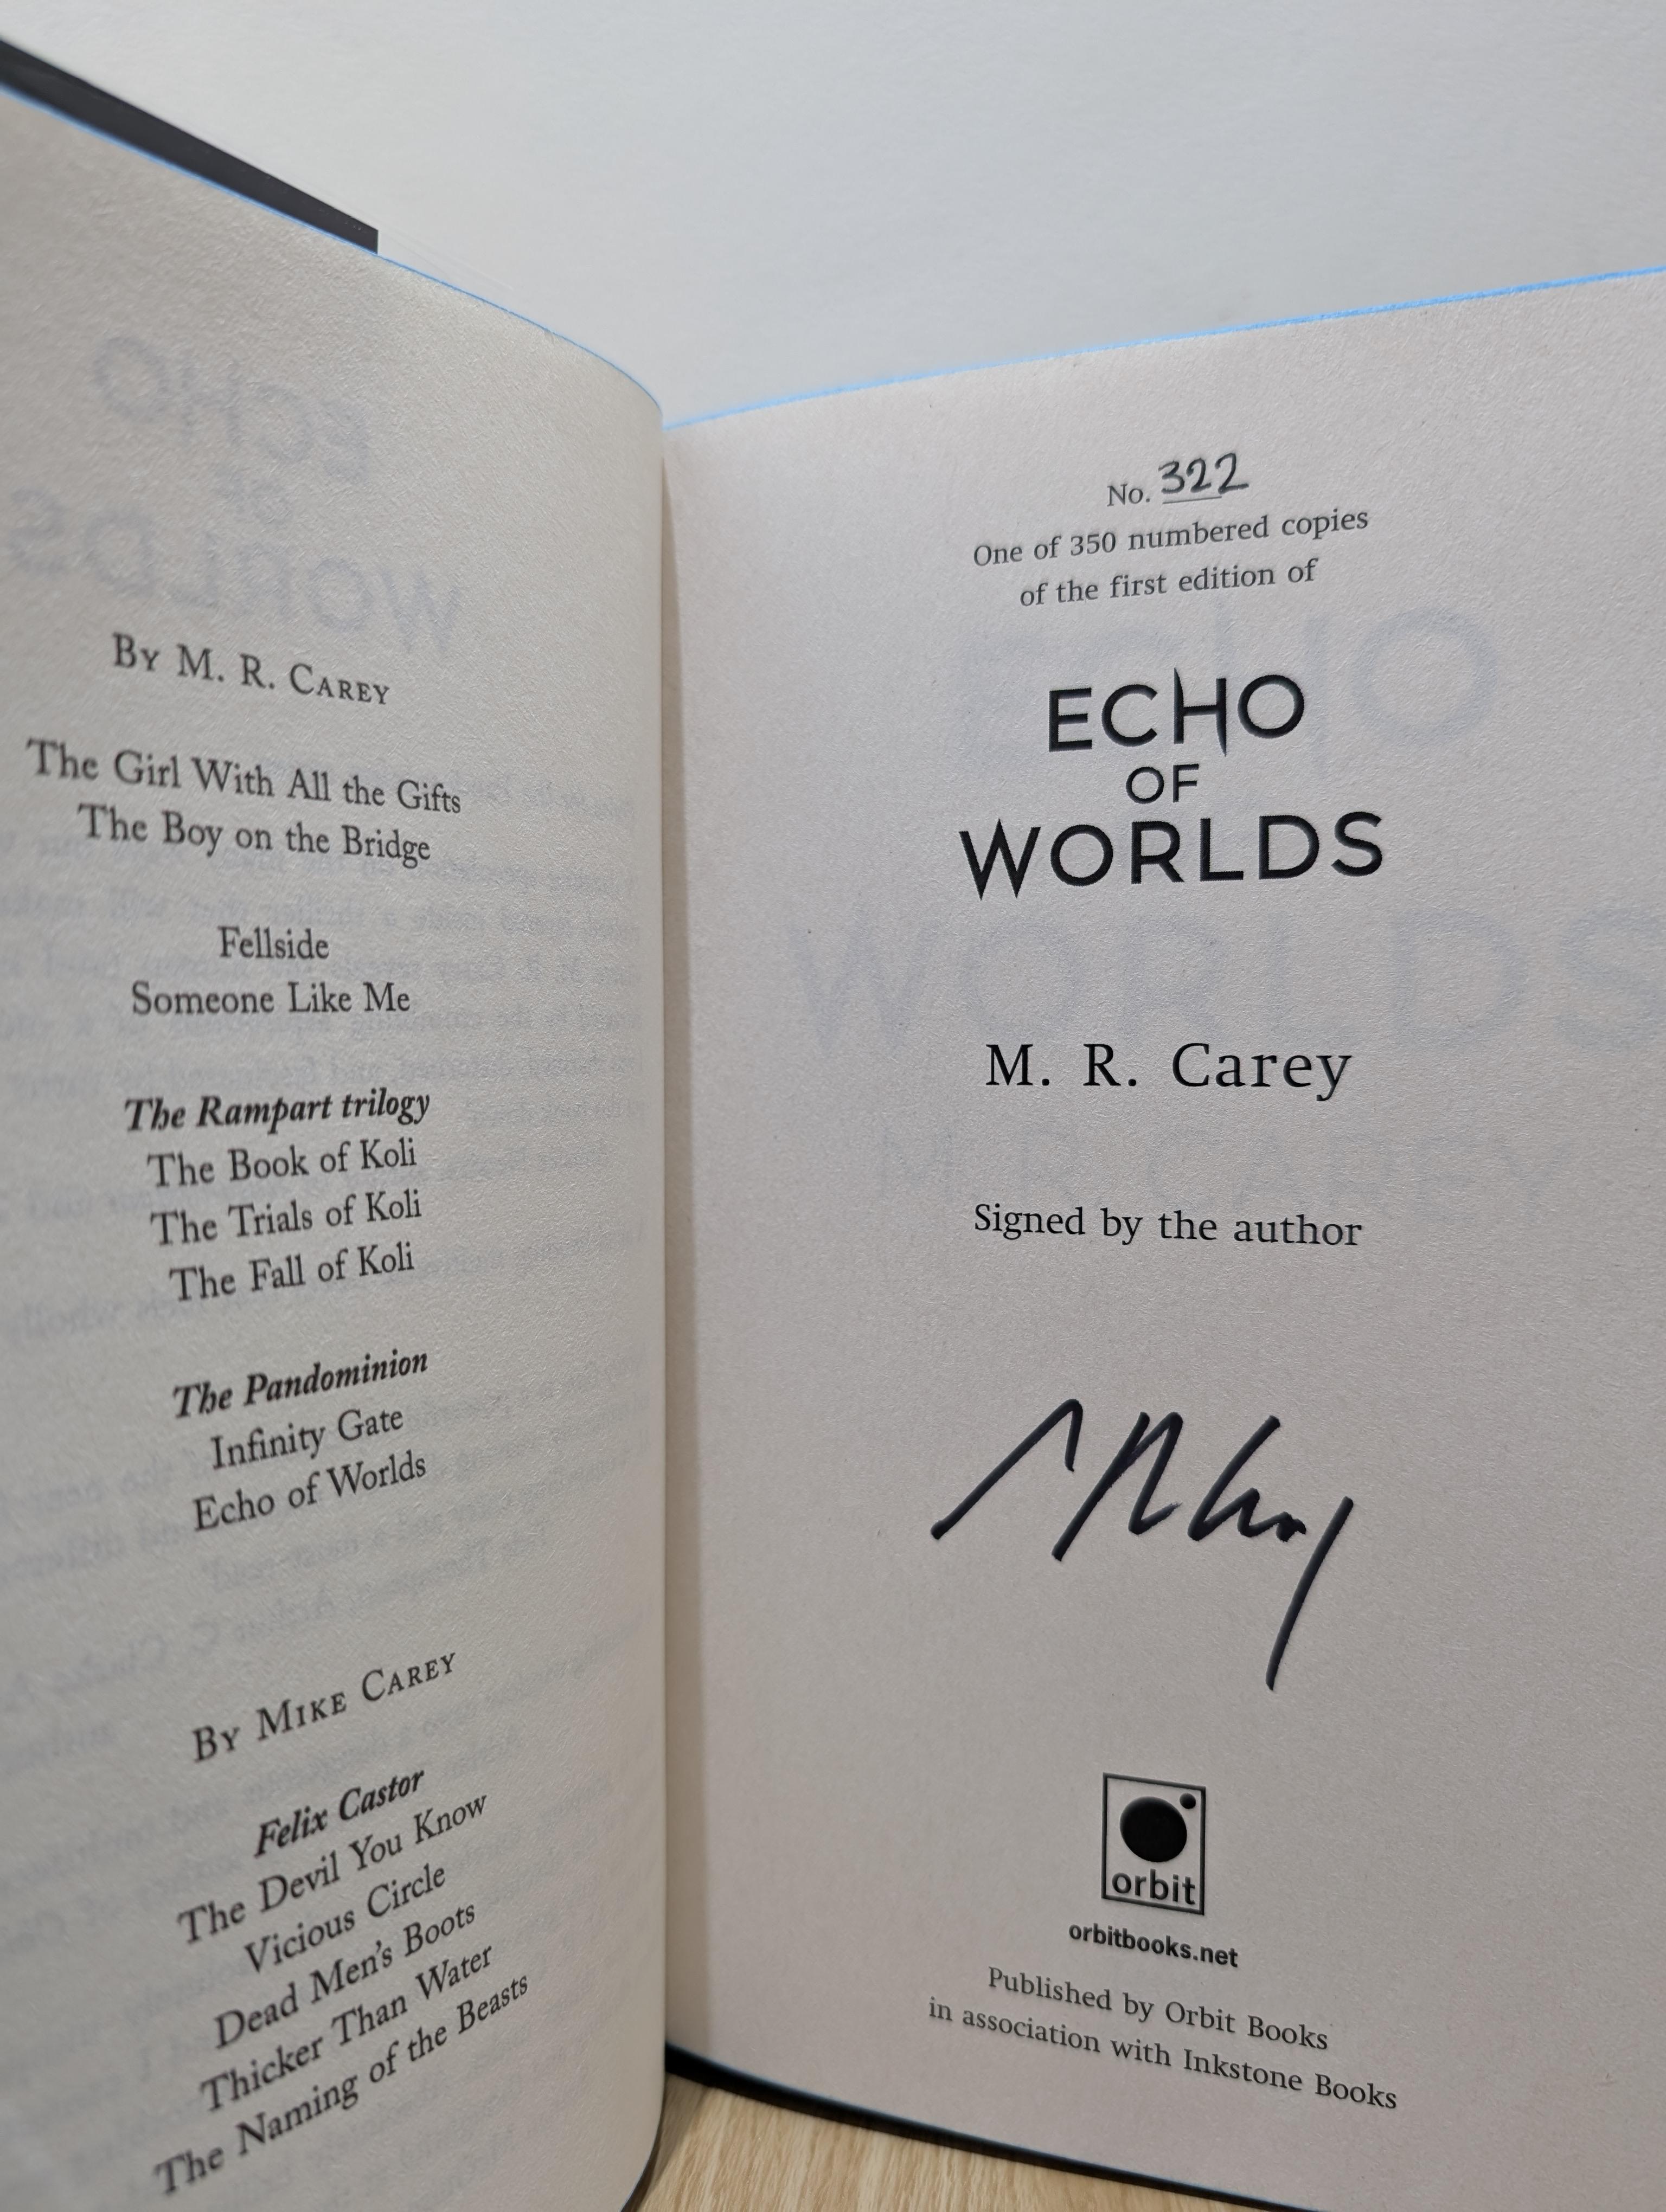 By M. R. Carey
The Girl With All the Gifts
The Boy on the Bridge
Fellside
Someone Like Me
The Rampart trilogy
The Book of Koli
The Trials of Koli
The Fall of Koli
The Pandominion
Infinity Gate
Echo of Worlds
By Mike Carey
Felix Castor
The Devil You Know
Vicious Circle
Dead Men's Boots
Thicker Than Water
The Naming of the Beasts
No. 322
One of 350 numbered copies
of the first edition of
ECHO
OF
WORLDS
M. R. Carey
Signed by the author
orbit
orbitbooks.net
Published by Orbit Books
in association with Inkstone Books